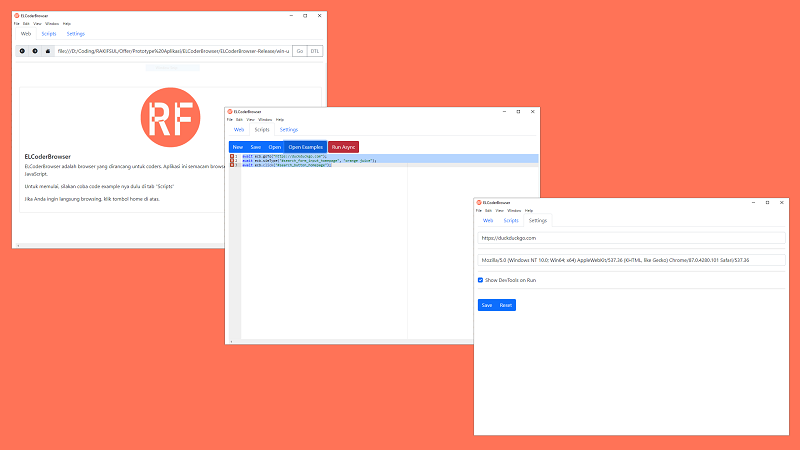 ELCoderBrowser
File Edit View Window Help
Web Scripts Settings
file:///D:/Coding/RAKIFSUL/Offer/Prototype%20Aplikasi/ELCoderBrowser/ELCoderBrowser-Release/win-u Go DTL
RF
ELCoderBrowser
ELCoderBrowser adalah browser yang dirancang untuk coders. Aplikasi ini semacam brows
JavaScript.
Untuk memulai, silakan coba code example nya dulu di tab "Scripts"
Jika Anda ingin langsung browsing, klik tombol home di atas.
ELCoderBrowser
File Edit View Window Help
Web Scripts Settings
New Save Open Open Examples Run Async
1 await ecb.goto("https://duckduckgo.com");
2 await ecb.simType("#search_form_input_homepage", "orange juice");
3 await ecb.click("#search_button_homepage");
ELCoderBrowser
File Edit View Window Help
Web Scripts Settings
https://duckduckgo.com
Mozilla/5.0 (Windows NT 10.0; Win64; x64) AppleWebKit/537.36 (KHTML, like Gecko) Chrome/87.0.4280.101 Safari/537.36
Show DevTools on Run
Save Reset